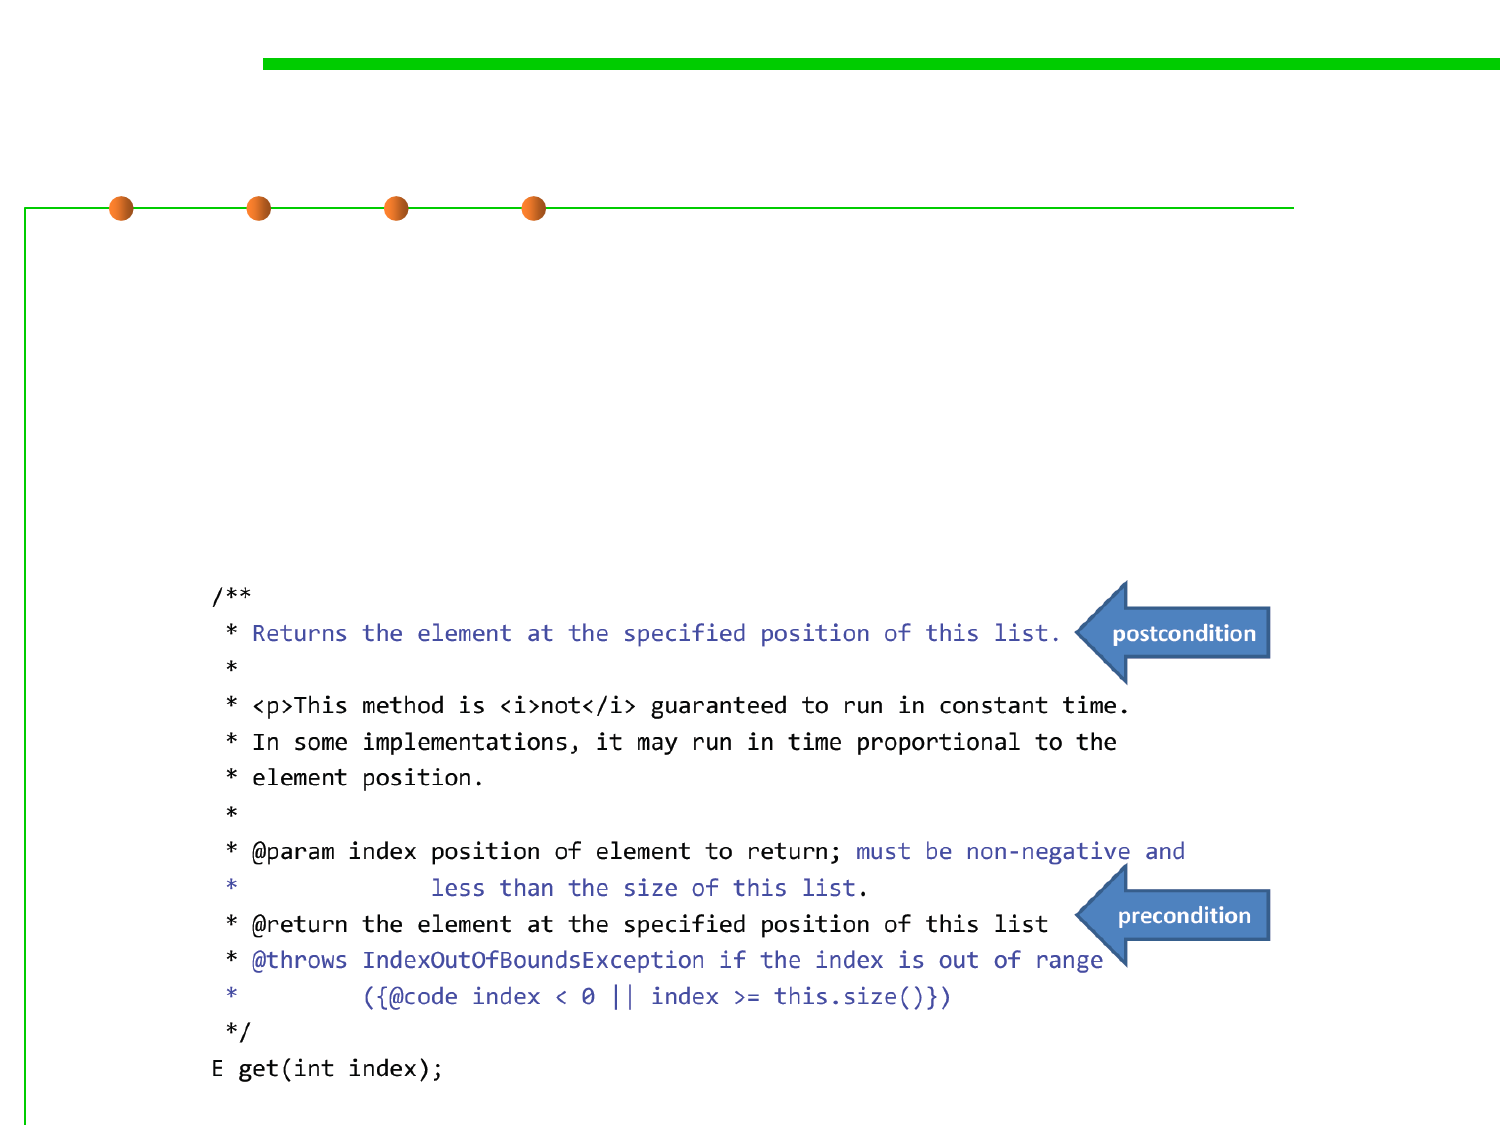 /**
* Returns the element at the specified position of this list.
postcondition
*
* <p>This method is <i>not</i> guaranteed to run in constant time.
* In some implementations, it may run in time proportional to the
* element position.
*
* @param index position of element to return; must be non-negative and
* less than the size of this list.
* @return the element at the specified position of this list
precondition
* @throws IndexOutOfBoundsException if the index is out of range
* ({@code index < 0 || index >= this.size()})
*/
E get(int index);